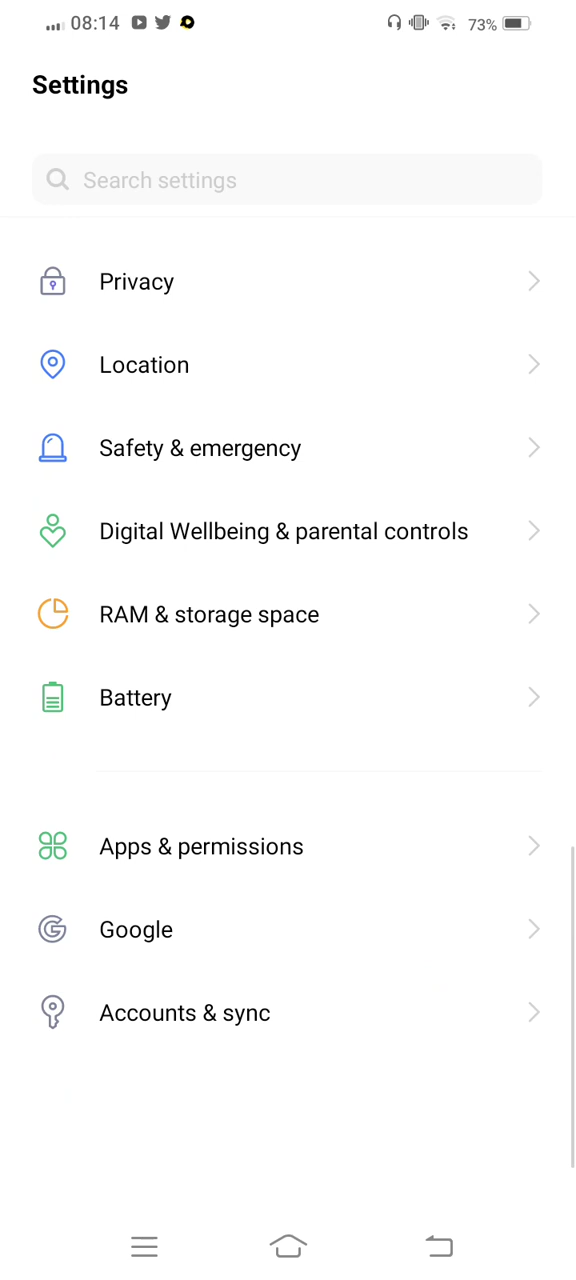 08:14
73%
Settings
Search settings
Privacy
Location
Safety & emergency
Digital Wellbeing & parental controls
RAM & storage space
Battery
Apps & permissions
Google
Accounts & sync